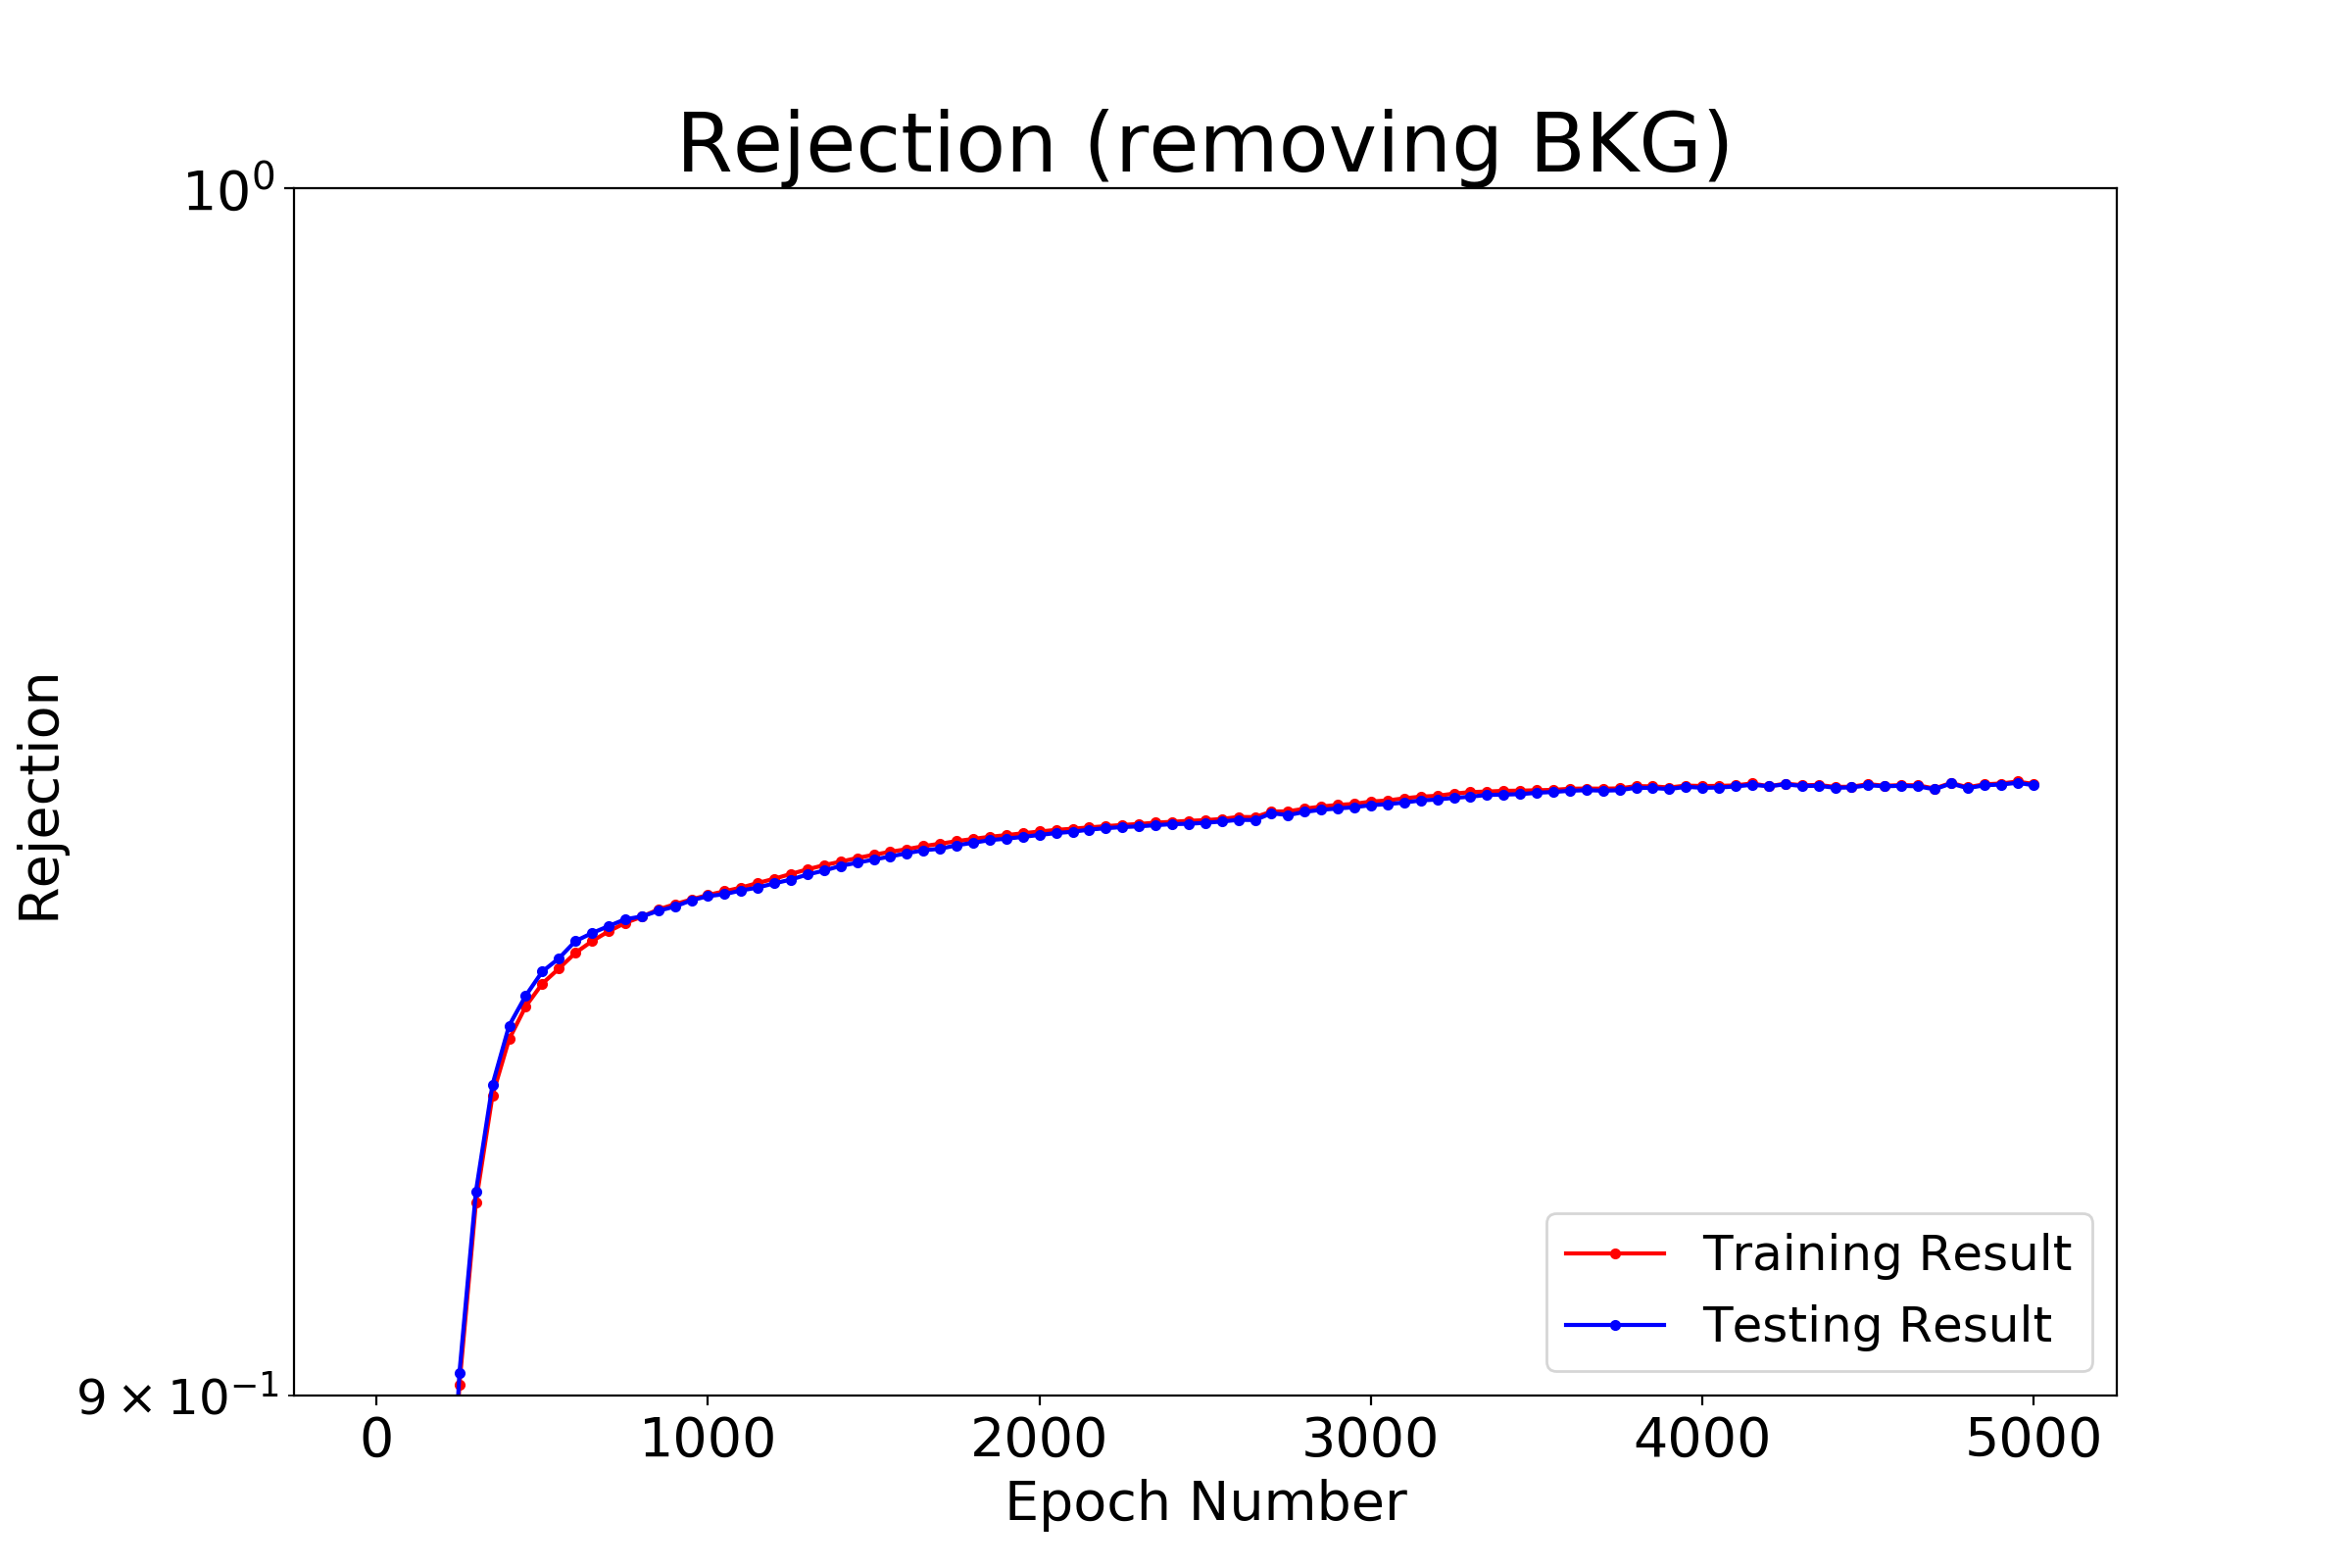 Rejection (removing BKG)
10⁰
Rejection
9 × 10⁻¹
0 1000 2000 3000 4000 5000
Epoch Number
Training Result
Testing Result